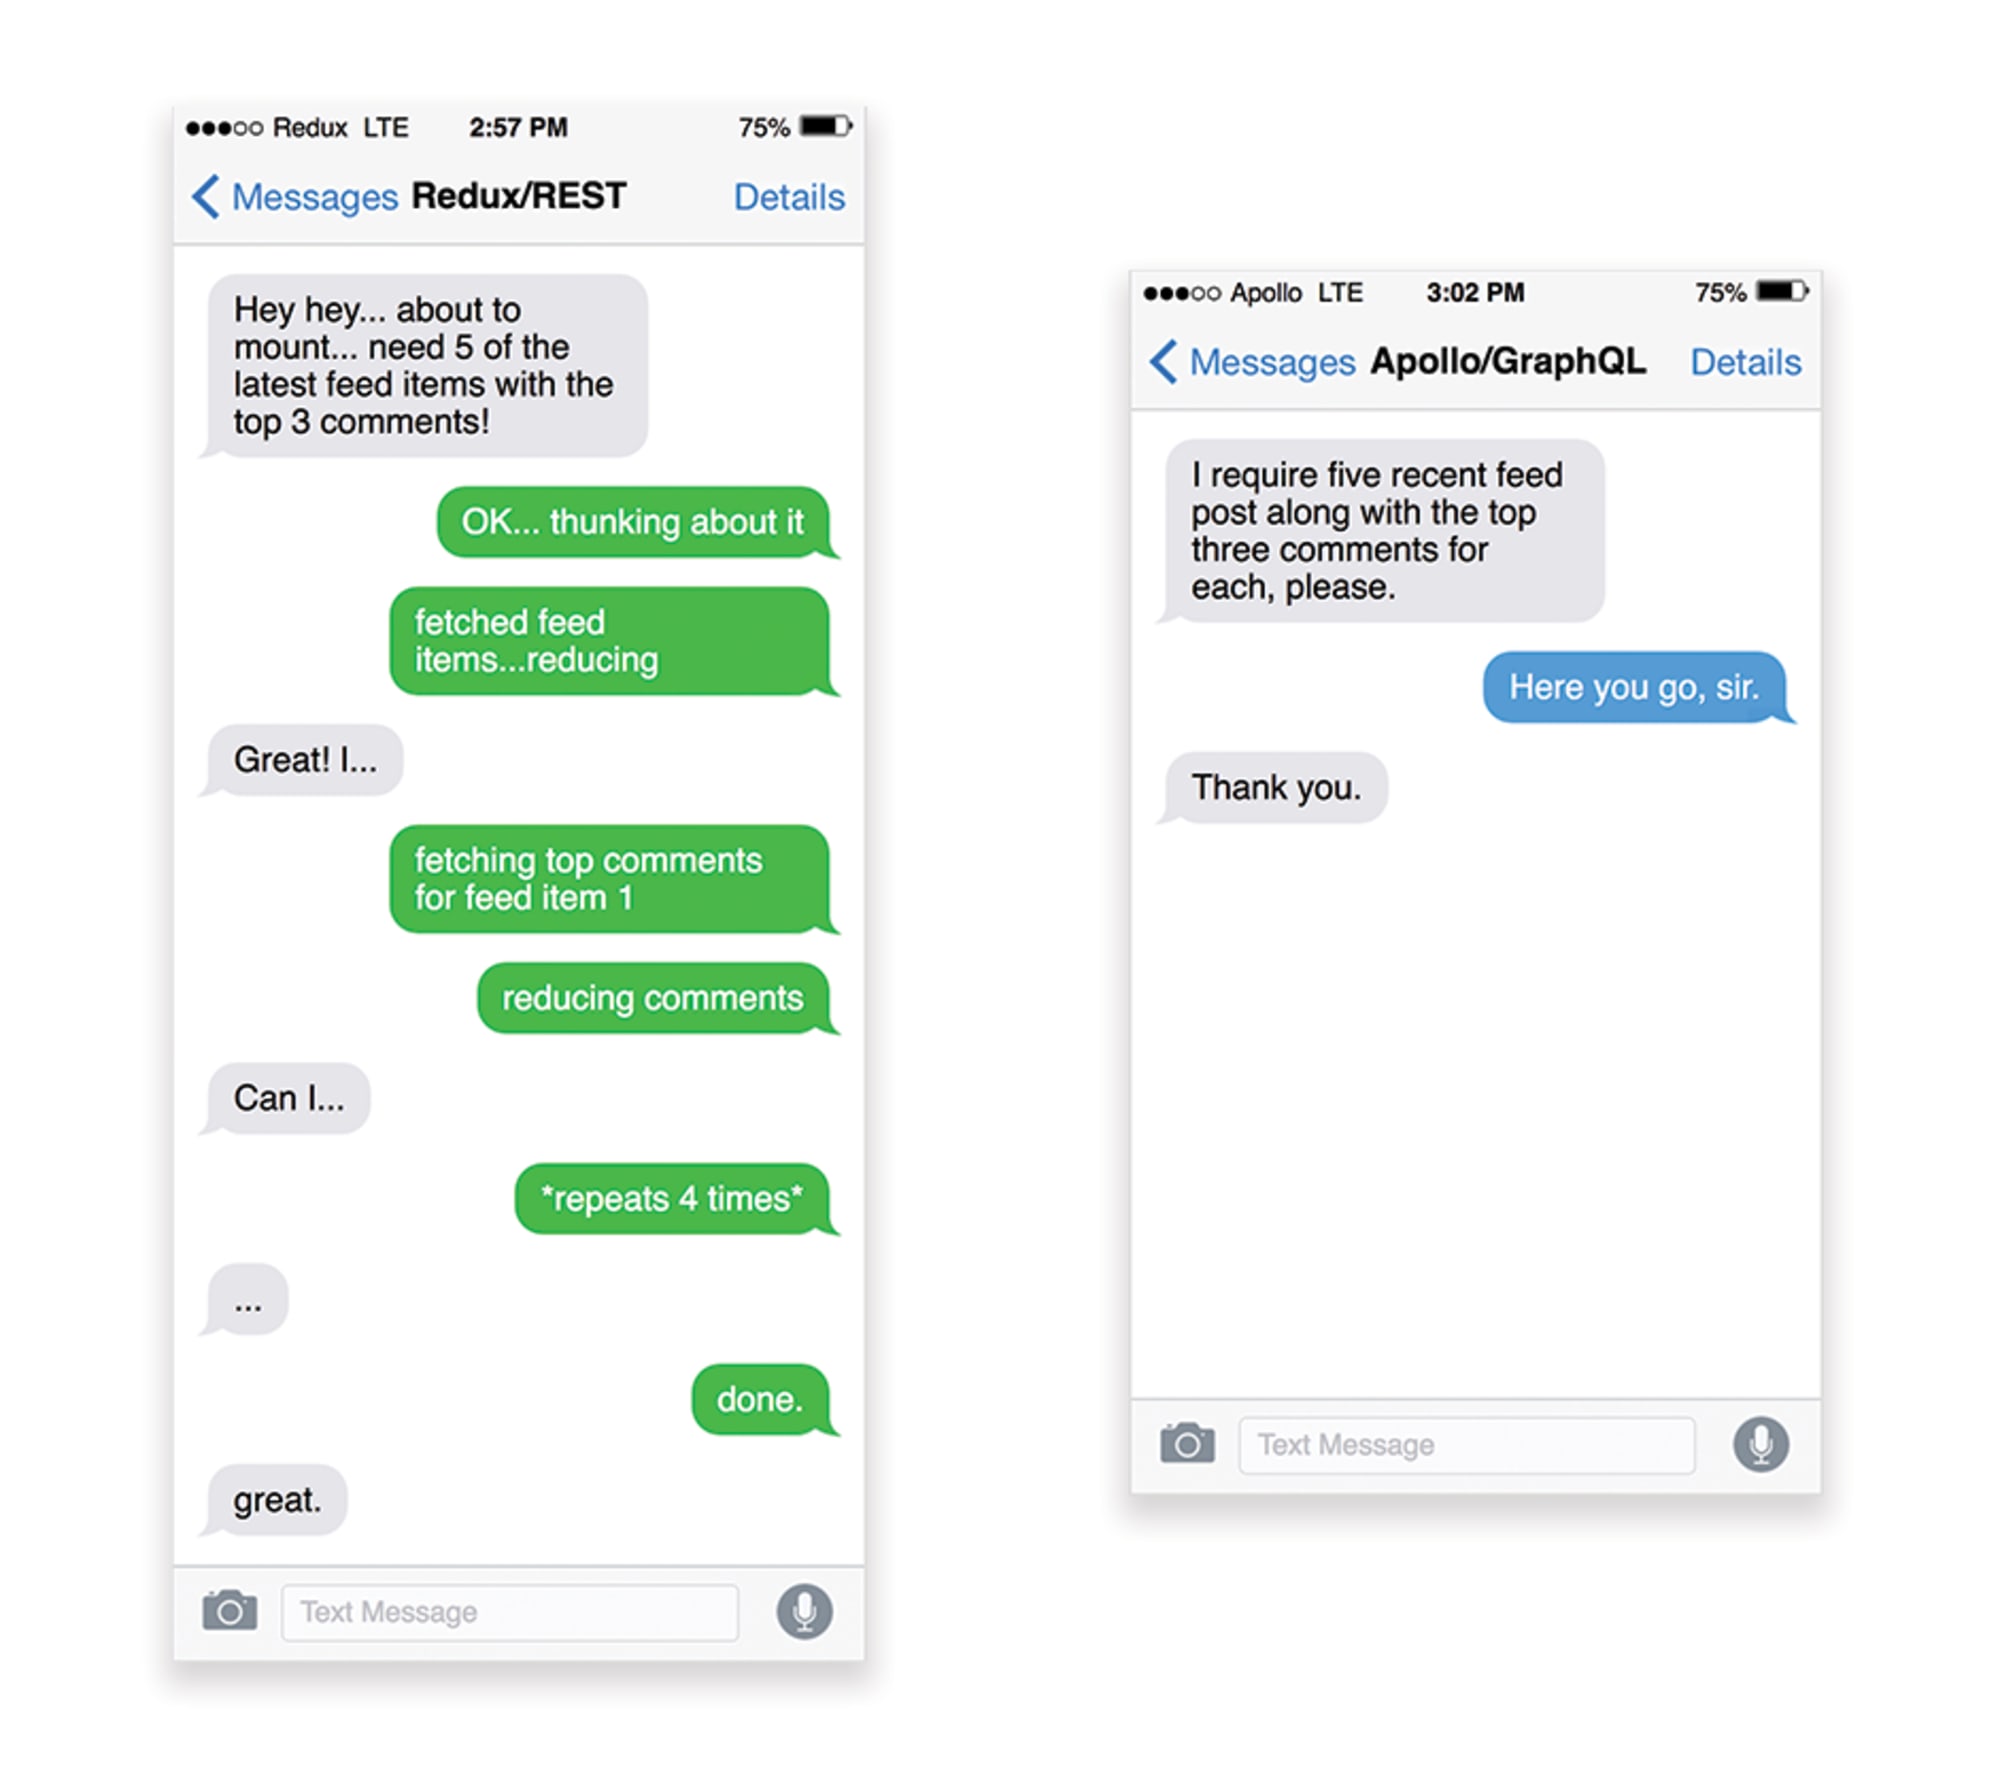 Redux LTE 2:57 PM 75%
Messages Redux/REST Details
Hey hey... about to
mount... need 5 of the
latest feed items with the
top 3 comments!
OK... thunking about it
fetched feed
items...reducing
Great! I...
fetching top comments
for feed item 1
reducing comments
Can I...
*repeats 4 times*
...
done.
great.
Text Message
Apollo LTE 3:02 PM 75%
Messages Apollo/GraphQL Details
I require five recent feed
post along with the top
three comments for
each, please.
Here you go, sir.
Thank you.
Text Message